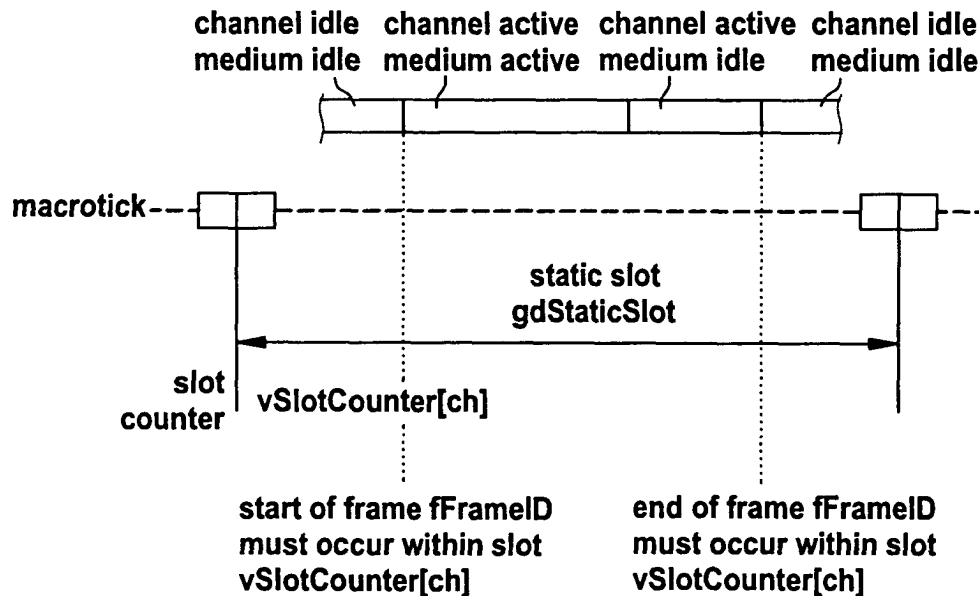 channel idle channel active channel active channel idle
medium idle medium active medium idle medium idle
macrotick
static slot
gdStaticSlot
slot
counter
vSlotCounter[ch]
start of frame fFrameID
must occur within slot
vSlotCounter[ch]
end of frame fFrameID
must occur within slot
vSlotCounter[ch]